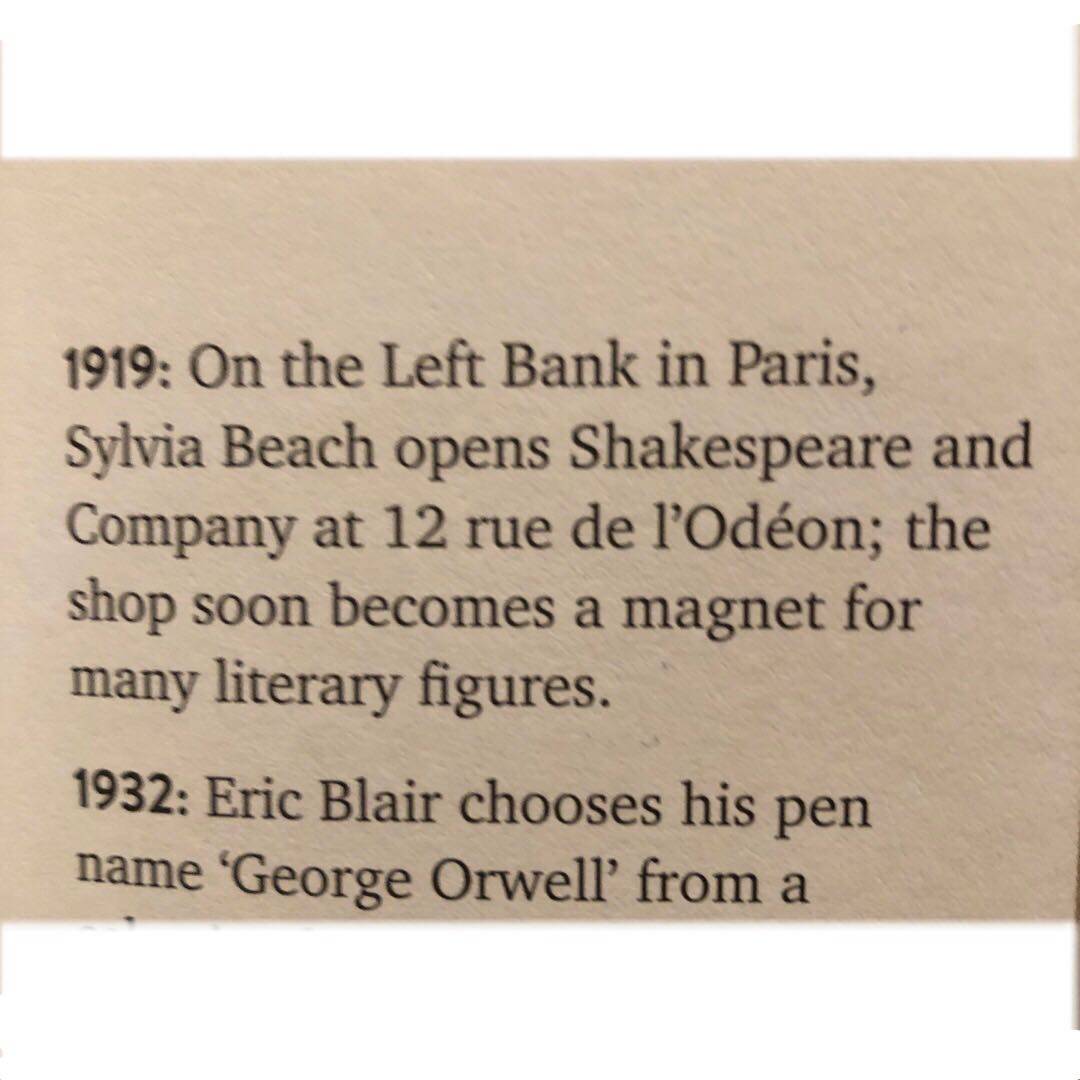 1919: On the Left Bank in Paris,
Sylvia Beach opens Shakespeare and
Company at 12 rue de l’Odéon; the
shop soon becomes a magnet for
many literary figures.
1932: Eric Blair chooses his pen
name ‘George Orwell’ from a